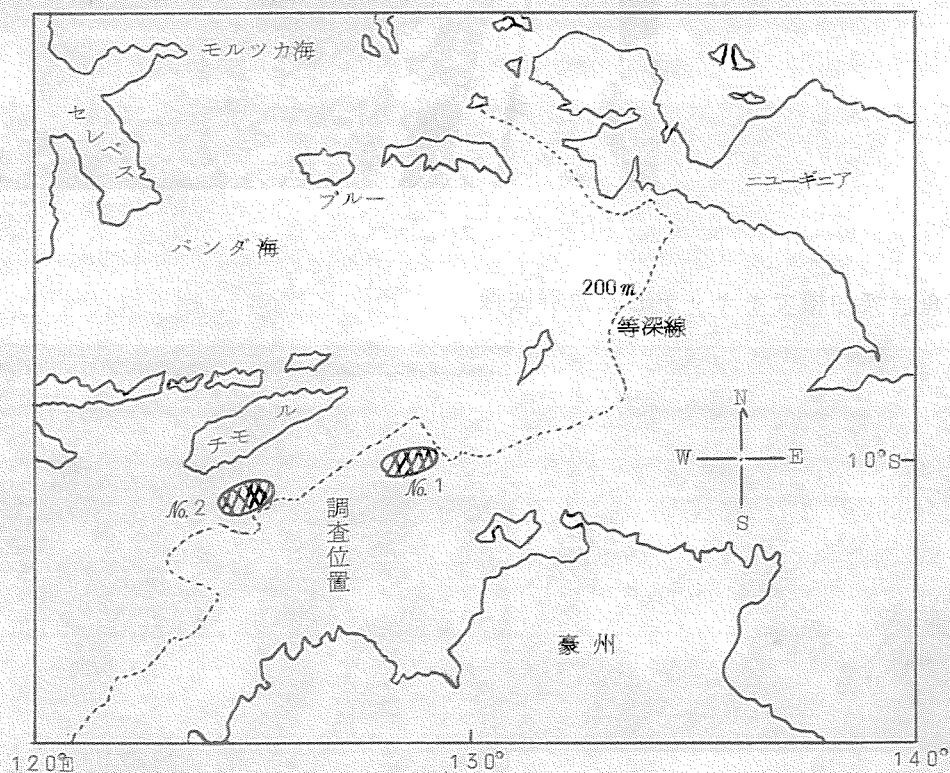 モルツカ海
セレベス
ニューギニア
ブルー
バンダ海
200m
等深線
チモール
N
W
E
S
10°S
No.1
No.2
調査位置
豪州
120°E
130°
140°